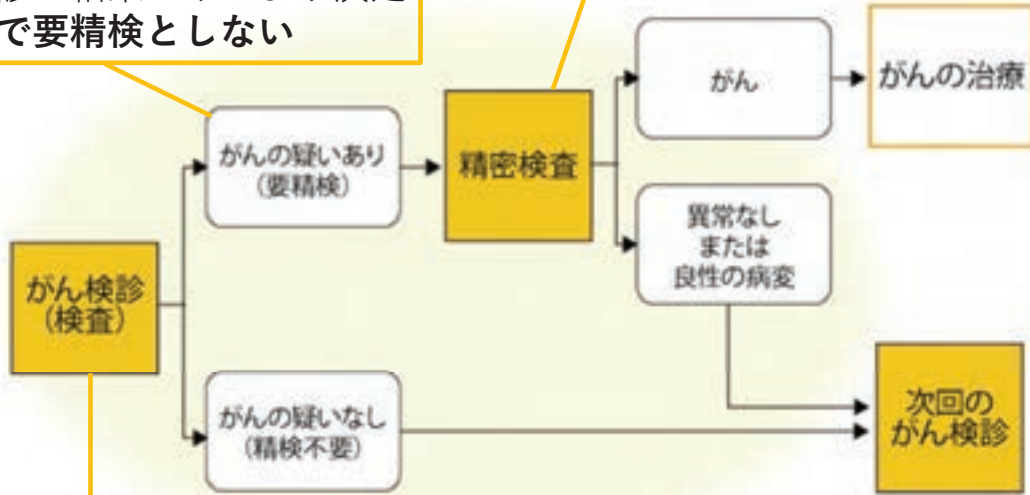 で要精検としない
がん検診
(検査)
がんの疑いあり
(要精検)
精密検査
がん
がんの治療
異常なし
または
良性の病変
がんの疑いなし
(精検不要)
次回の
がん検診